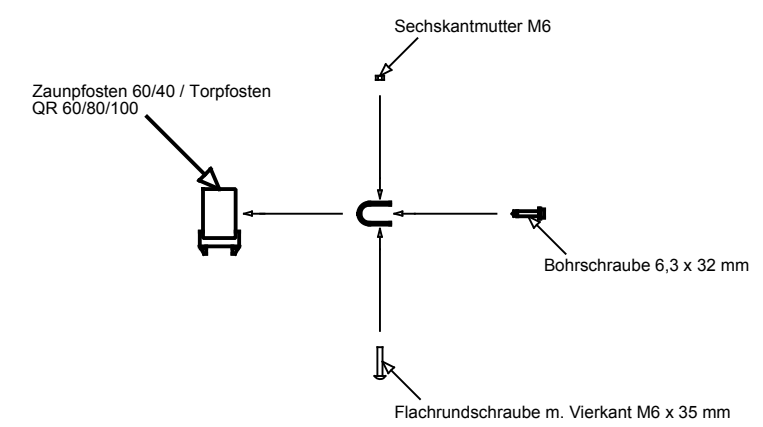 Sechskantmutter M6
Zaunpfosten 60/40 / Torpfosten
QR 60/80/100
Bohrschraube 6,3 x 32 mm
Flachrundschraube m. Vierkant M6 x 35 mm